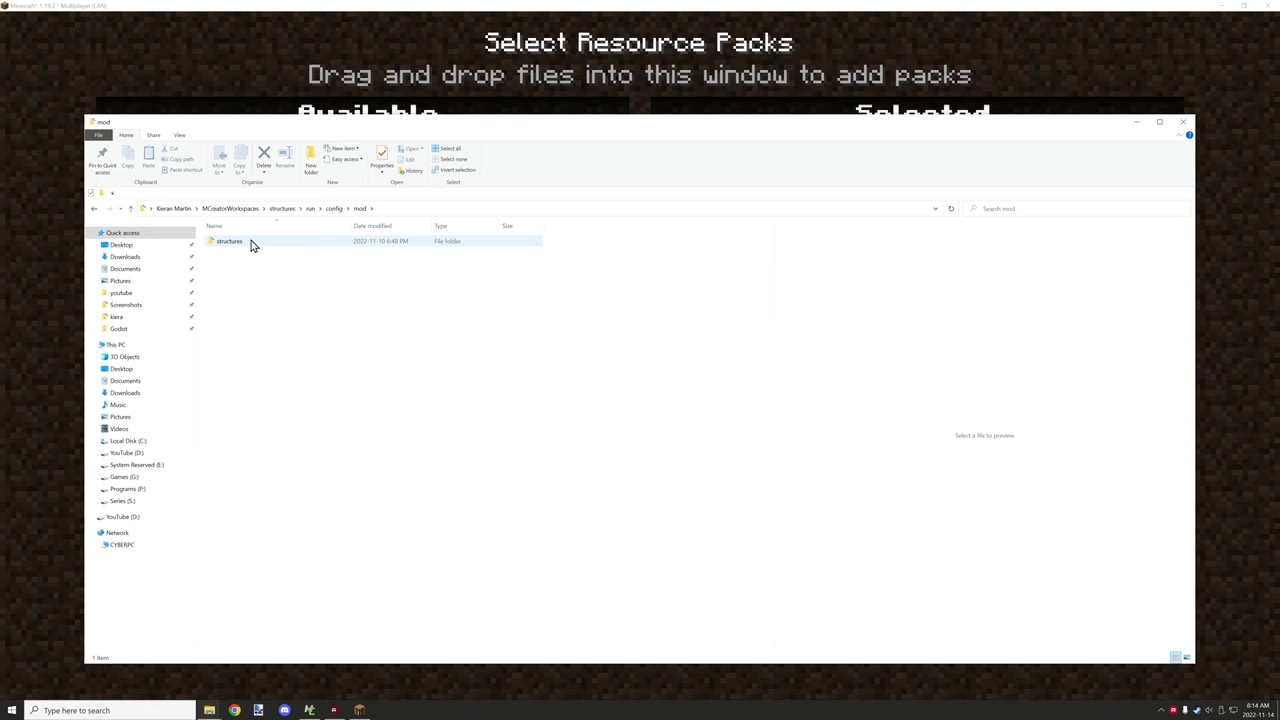 Minecraft* 1.19.2 - Multiplayer (LAN)
Select Resource Packs
Drag and drop files into this window to add packs
Available
Selected
mod
File
Home
Share
View
Pin to Quick access
Copy
Paste
Cut
Copy path
Paste shortcut
Clipboard
Move to
Copy to
Delete
Rename
Organize
New folder
New item
Easy access
New
Properties
Open
Edit
History
Open
Select all
Select none
Invert selection
Select
Kieran Martin > MCreatorWorkspaces > structures > run > config > mod >
Search mod
Name
Date modified
Type
Size
structures
2022-11-10 6:48 PM
File folder
Quick access
Desktop
Downloads
Documents
Pictures
youtube
Screenshots
kiera
Godot
This PC
3D Objects
Desktop
Documents
Downloads
Music
Pictures
Videos
Local Disk (C:)
YouTube (D:)
System Reserved (E:)
Games (G:)
Programs (P:)
Series (S:)
YouTube (D:)
Network
CYBERPC
Select a file to preview.
1 item
Type here to search
8:14 AM
2022-11-14